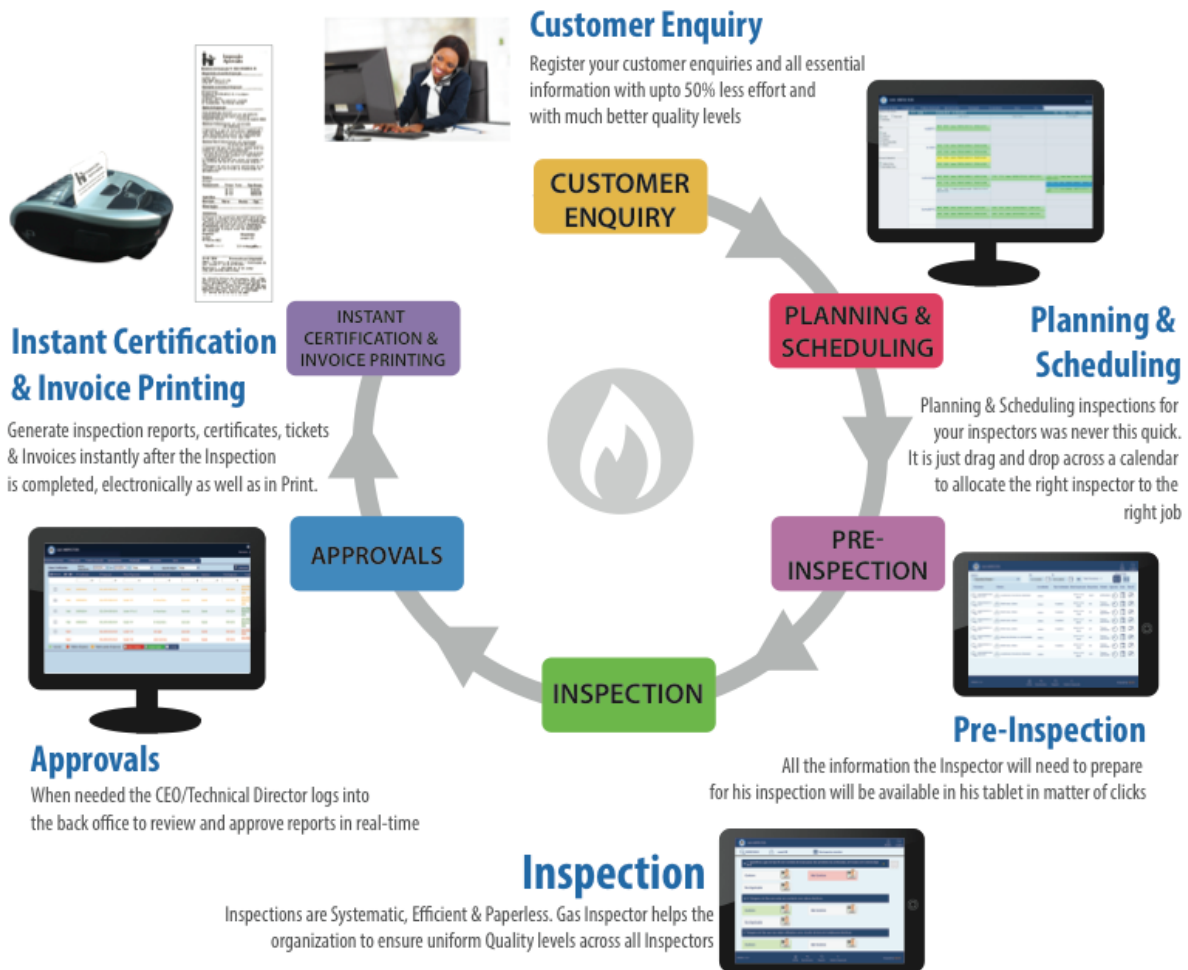 Customer Enquiry
Register your customer enquiries and all essential
information with upto 50% less effort and
with much better quality levels
CUSTOMER
ENQUIRY
PLANNING &
SCHEDULING
Planning &
Scheduling
Planning & Scheduling inspections for
your inspectors was never this quick.
It is just drag and drop across a calendar
to allocate the right inspector to the
right job
PRE-
INSPECTION
Pre-Inspection
All the information the Inspector will need to prepare
for his inspection will be available in his tablet in matter of clicks
INSPECTION
Inspection
Inspections are Systematic, Efficient & Paperless. Gas Inspector helps the
organization to ensure uniform Quality levels across all Inspectors
APPROVALS
Approvals
When needed the CEO/Technical Director logs into
the back office to review and approve reports in real-time
INSTANT
CERTIFICATION &
INVOICE PRINTING
Instant Certification
& Invoice Printing
Generate inspection reports, certificates, tickets
& Invoices instantly after the Inspection
is completed, electronically as well as in Print.